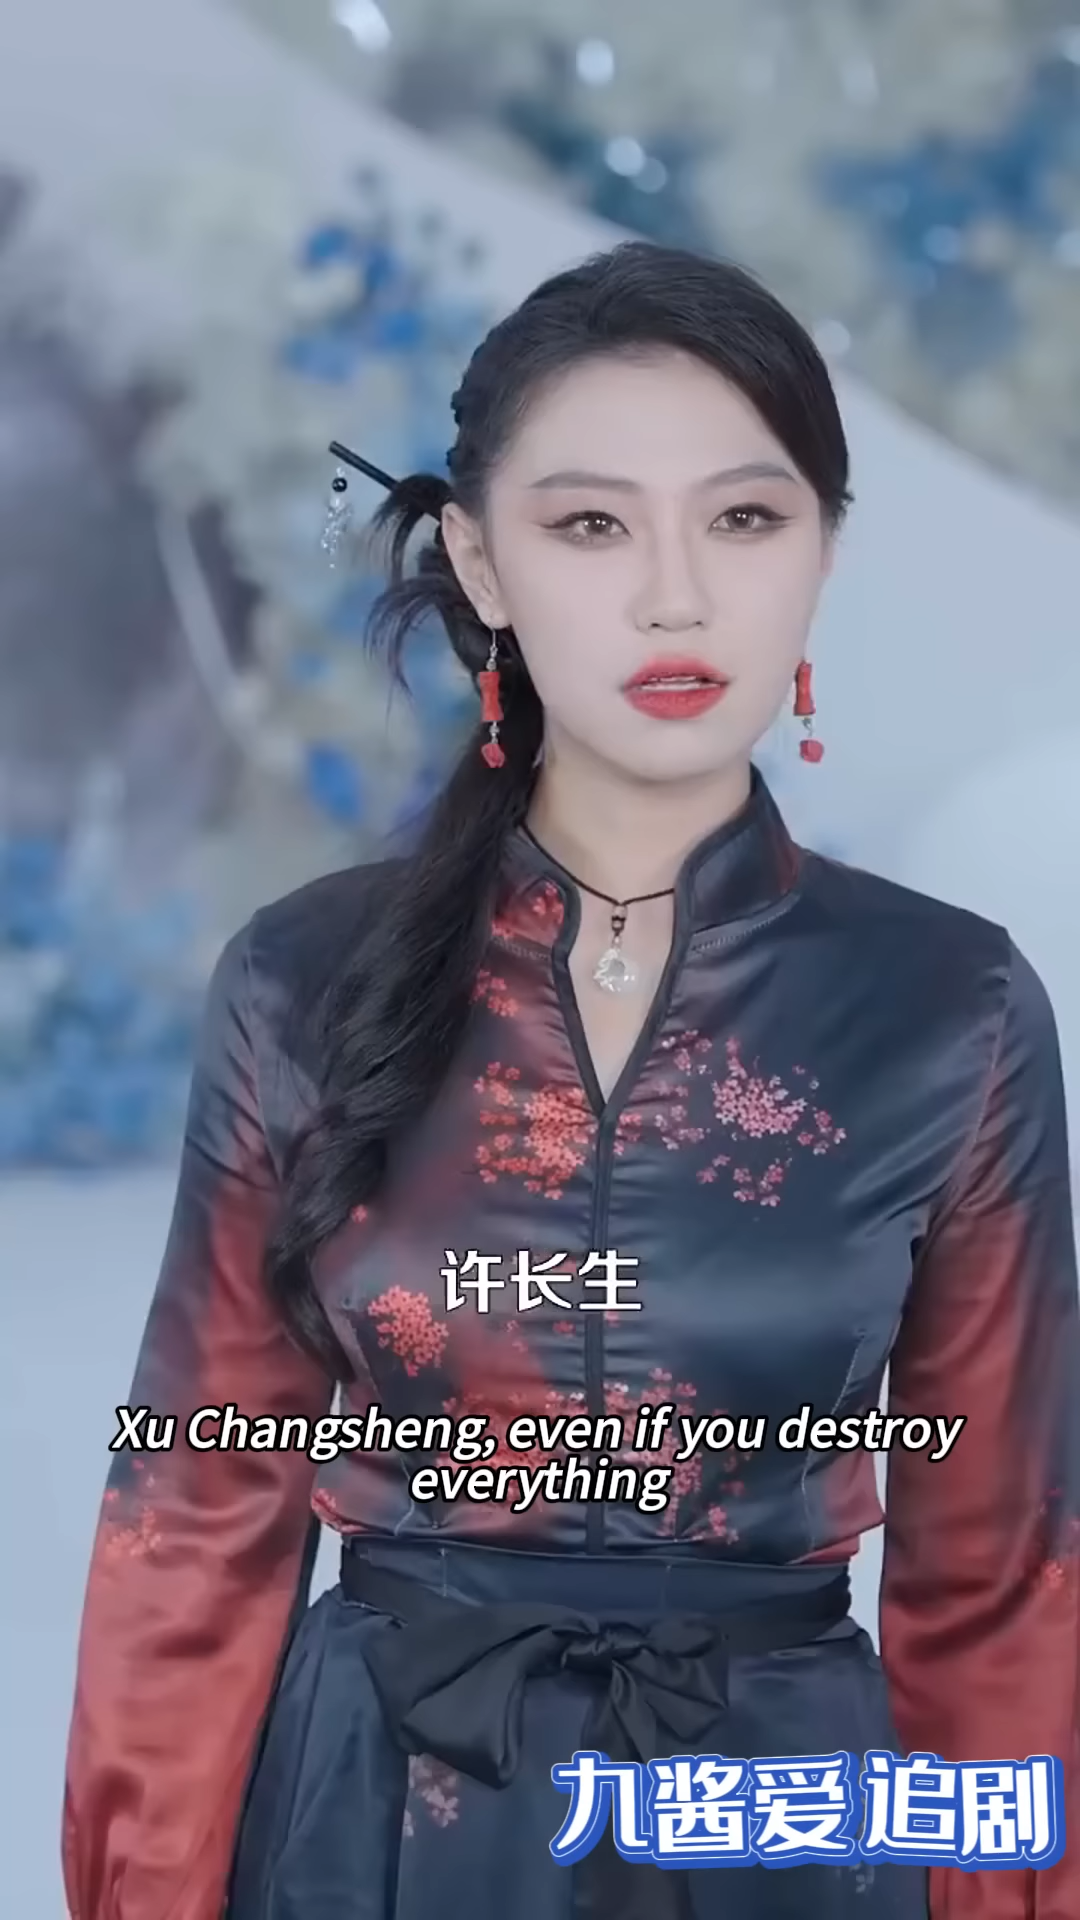 许长生
Xu Changsheng, even if you destroy
everything
九酱爱追剧